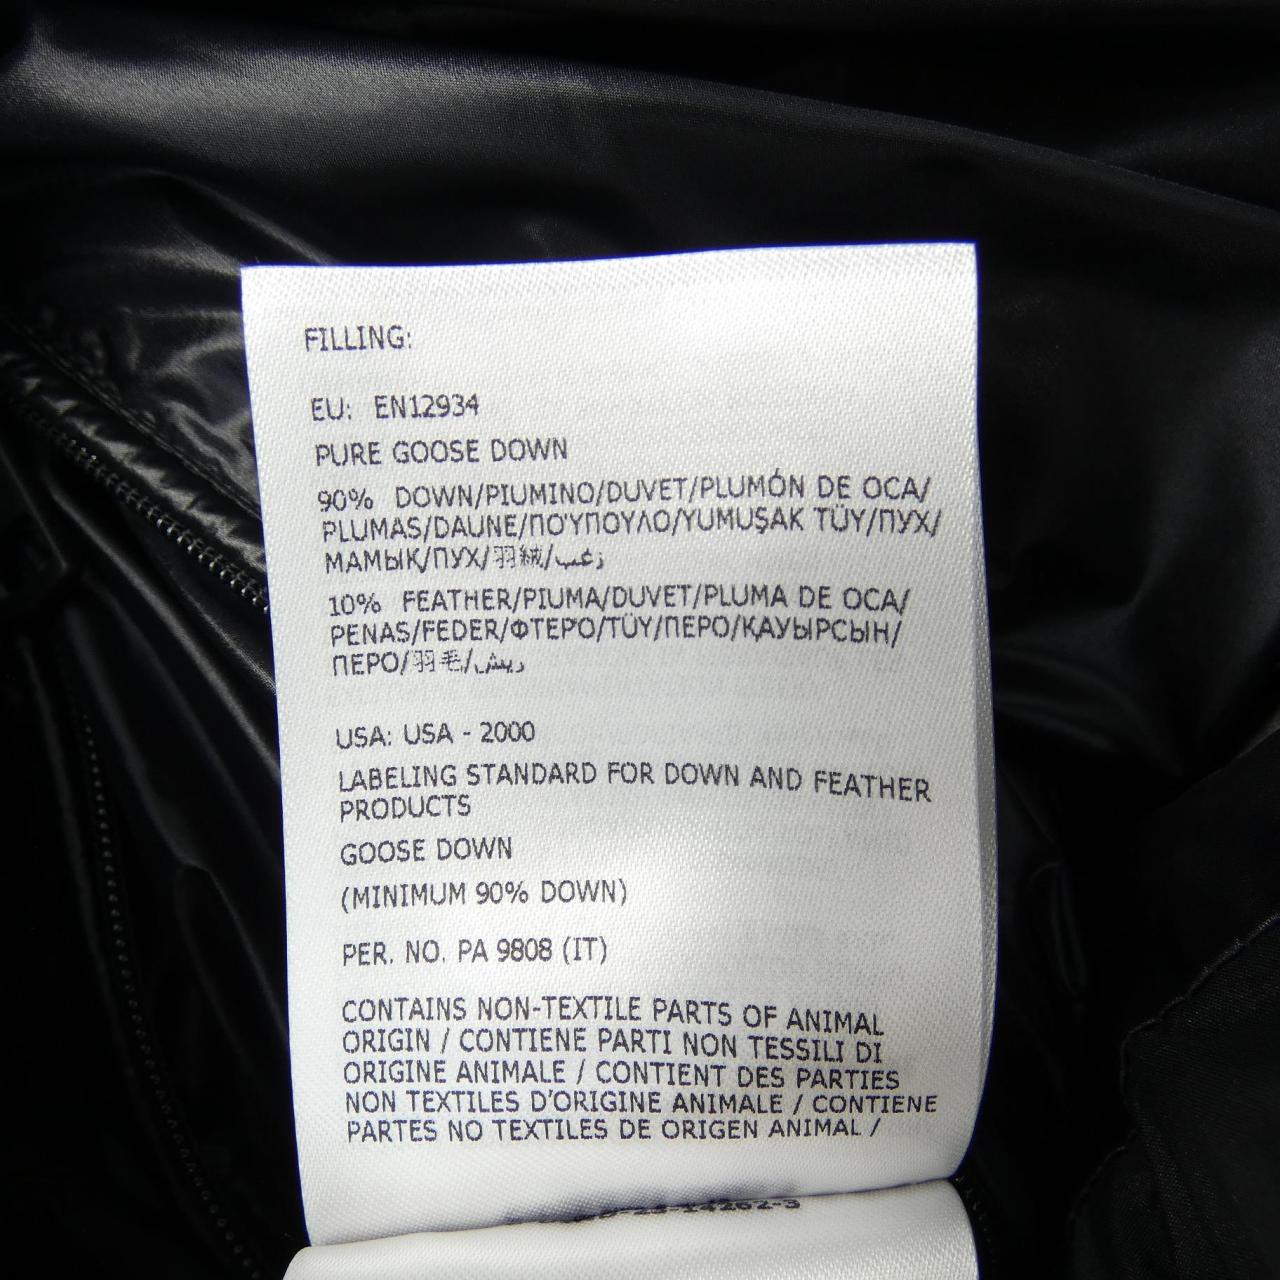 FILLING:
EU: EN12934
PURE GOOSE DOWN
90% DOWN/PIUMINO/DUVET/PLUMÓN DE OCA/
PLUMAS/DAUNE/ΠΟΎΠΟΥΛΟ/YUMUŞAK TÜY/ПУХ/
МАМЫҚ/ПУХ/羽絨/زغب
10% FEATHER/PIUMA/DUVET/PLUMA DE OCA/
PENAS/FEDER/ΦΤΕΡΌ/TÜY/ПЕРО/ҚАУЫРСЫН/
ПЕРО/羽毛/ريش
USA: USA - 2000
LABELING STANDARD FOR DOWN AND FEATHER
PRODUCTS
GOOSE DOWN
(MINIMUM 90% DOWN)
PER. NO. PA 9808 (IT)
CONTAINS NON-TEXTILE PARTS OF ANIMAL
ORIGIN / CONTIENE PARTI NON TESSILI DI
ORIGINE ANIMALE / CONTIENT DES PARTIES
NON TEXTILES D'ORIGINE ANIMALE / CONTIENE
PARTES NO TEXTILES DE ORIGEN ANIMAL /